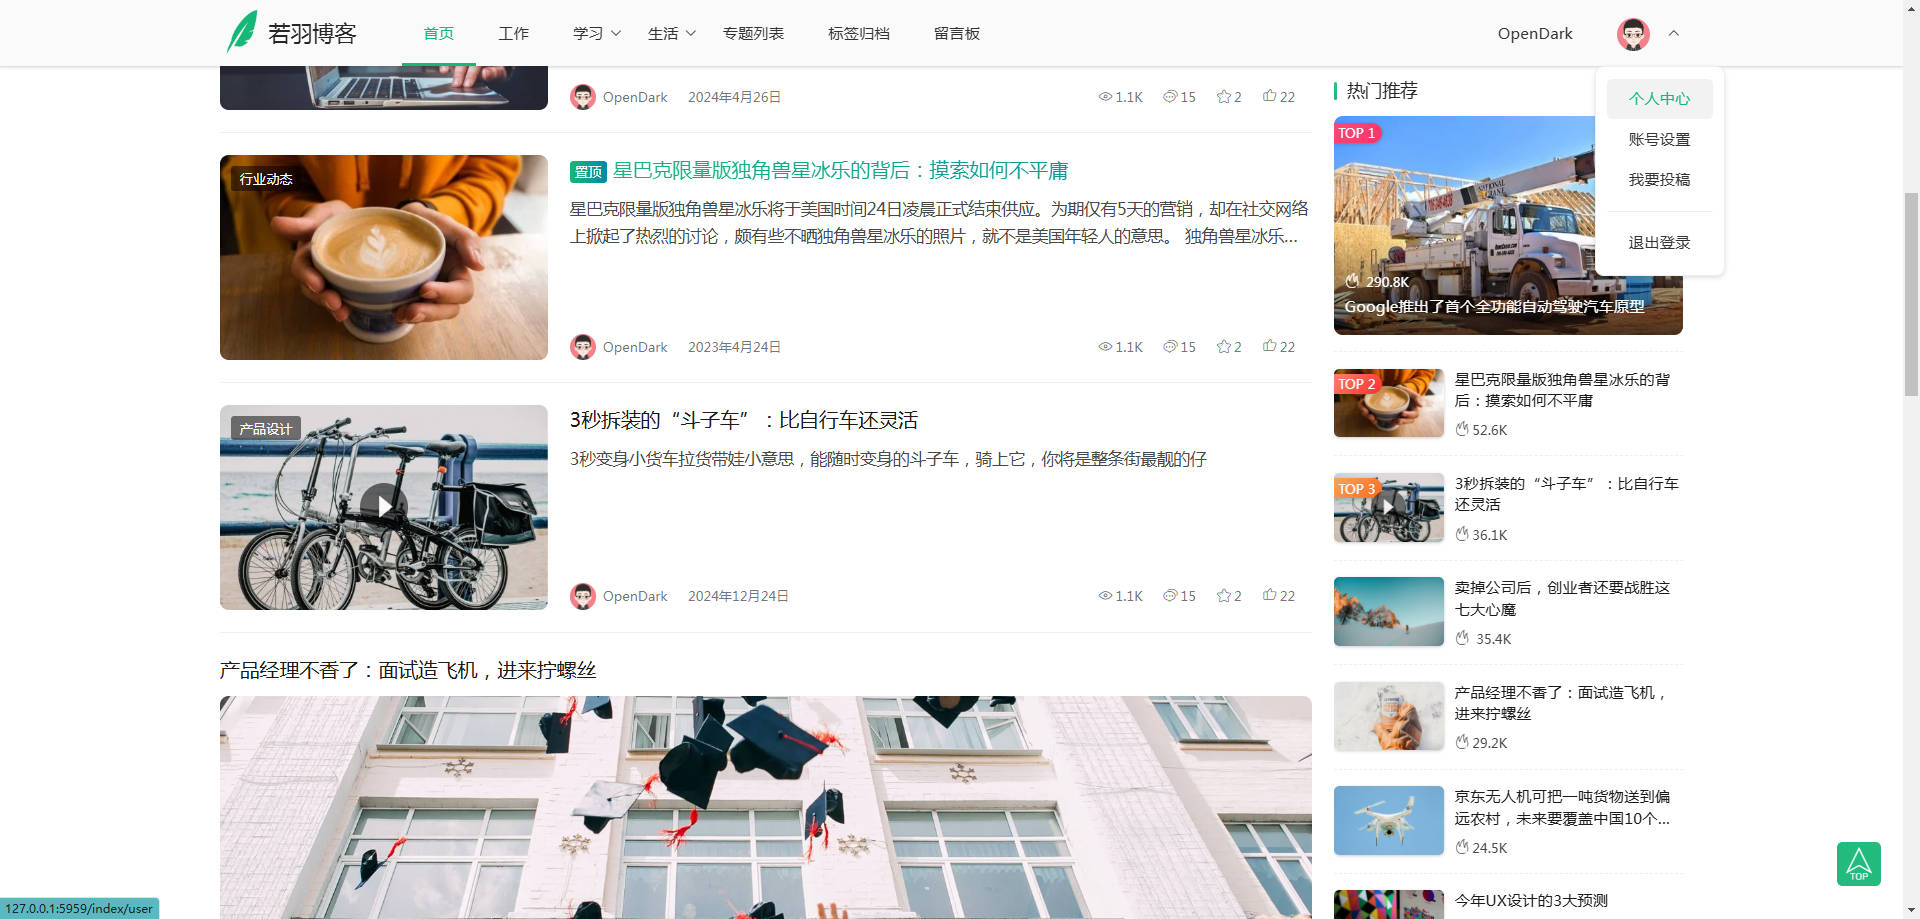 若羽博客
首页
工作
学习
生活
专题列表
标签归档
留言板
OpenDark
个人中心
账号设置
我要投稿
退出登录
OpenDark
2024年4月26日
1.1K
15
2
22
行业动态
置顶 星巴克限量版独角兽星冰乐的背后：摸索如何不平庸
星巴克限量版独角兽星冰乐将于美国时间24日凌晨正式结束供应。为期仅有5天的营销，却在社交网络
上掀起了热烈的讨论，颇有些不晒独角兽星冰乐的照片，就不是美国年轻人的意思。 独角兽星冰乐...
OpenDark
2023年4月24日
1.1K
15
2
22
产品设计
3秒拆装的“斗子车”：比自行车还灵活
3秒变身小货车拉货带娃小意思，能随时变身的斗子车，骑上它，你将是整条街最靓的仔
OpenDark
2024年12月24日
1.1K
15
2
22
产品经理不香了：面试造飞机，进来拧螺丝
热门推荐
TOP 1
NATIONAL
CRANE
290.8K
Google推出了首个全功能自动驾驶汽车原型
TOP 2
星巴克限量版独角兽星冰乐的背
后：摸索如何不平庸
52.6K
TOP 3
3秒拆装的“斗子车”：比自行车
还灵活
36.1K
卖掉公司后，创业者还要战胜这
七大心魔
35.4K
产品经理不香了：面试造飞机，
进来拧螺丝
29.2K
京东无人机可把一吨货物送到偏
远农村，未来要覆盖中国10个...
24.5K
今年UX设计的3大预测
TOP
127.0.0.1:5959/index/user